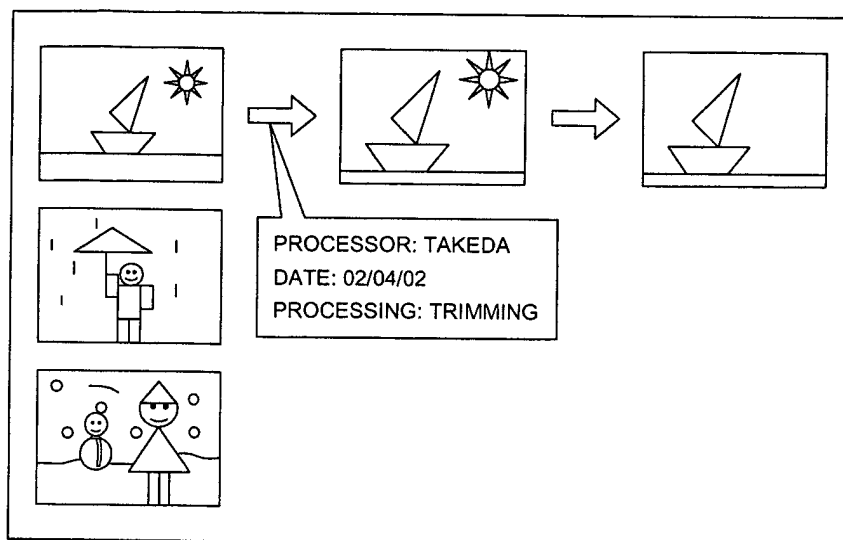 PROCESSOR: TAKEDA
DATE: 02/04/02
PROCESSING: TRIMMING